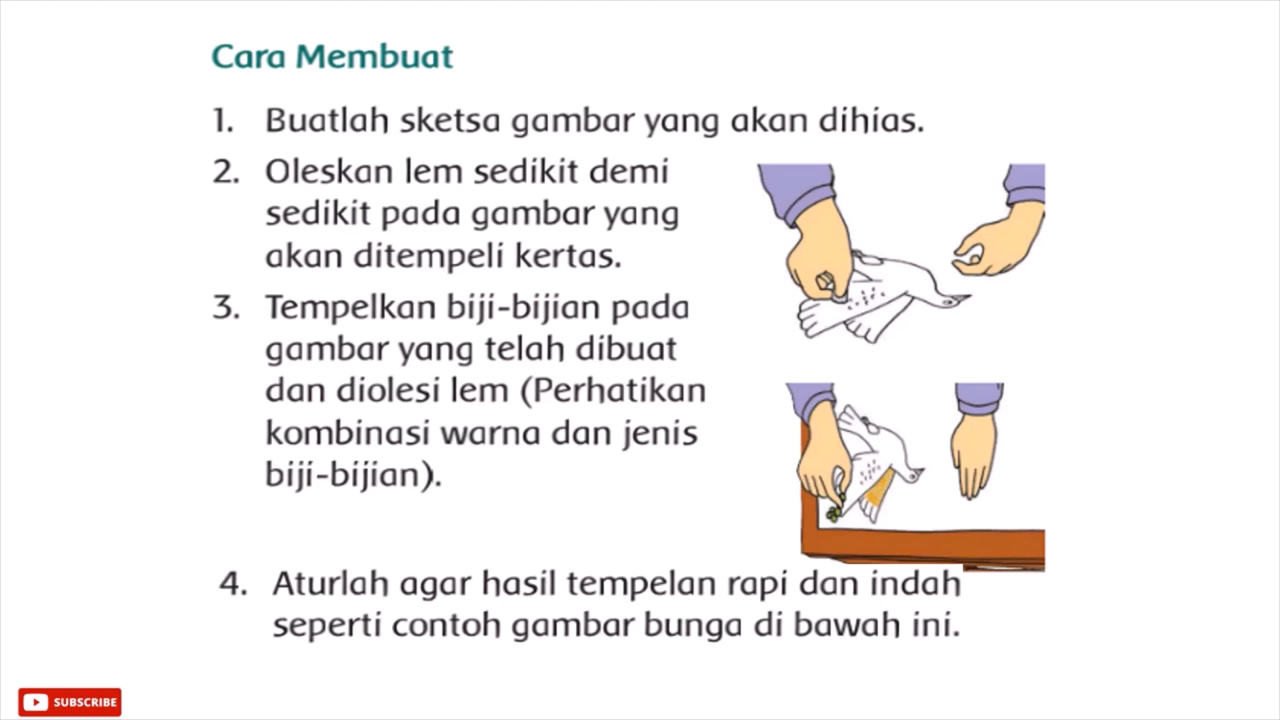 Cara Membuat
1. Buatlah sketsa gambar yang akan dihias.
2. Oleskan lem sedikit demi
sedikit pada gambar yang
akan ditempeli kertas.
3. Tempelkan biji-bijian pada
gambar yang telah dibuat
dan diolesi lem (Perhatikan
kombinasi warna dan jenis
biji-bijian).
4. Aturlah agar hasil tempelan rapi dan indah
seperti contoh gambar bunga di bawah ini.
SUBSCRIBE